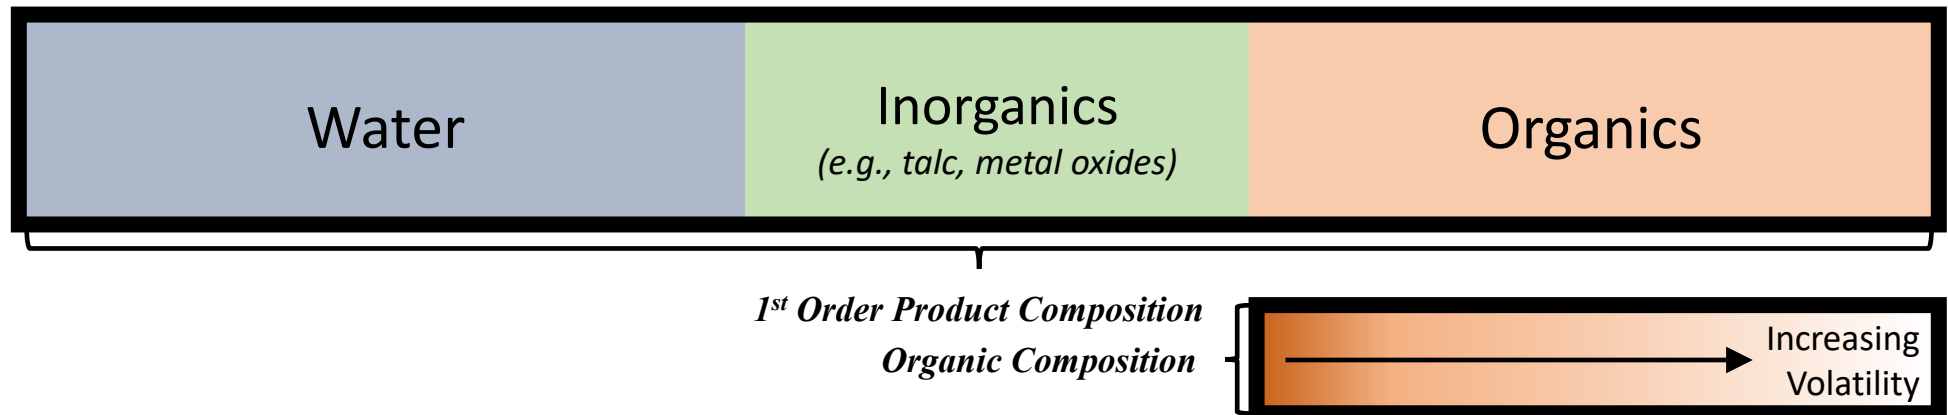 Water
Inorganics
(e.g., talc, metal oxides)
Organics
1st Order Product Composition
Organic Composition
Increasing
Volatility